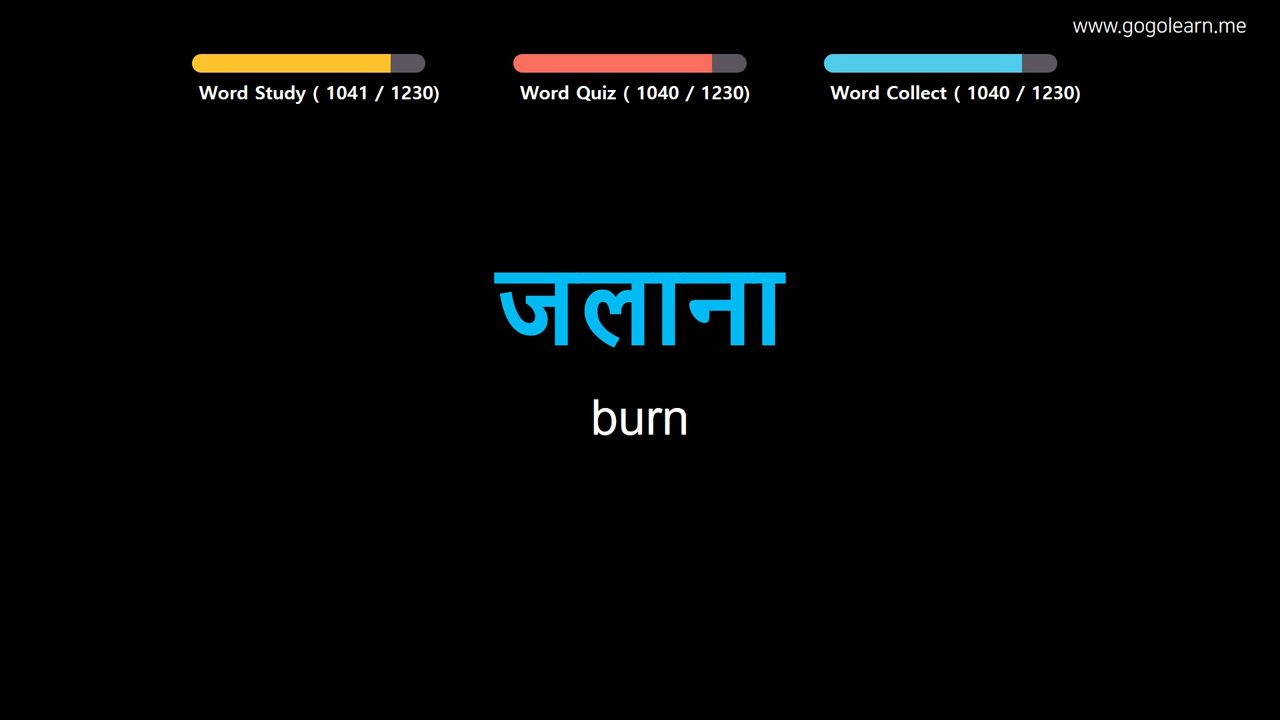 www.gogolearn.me
Word Study ( 1041 / 1230)
Word Quiz ( 1040 / 1230)
Word Collect ( 1040 / 1230)
जलाना
burn